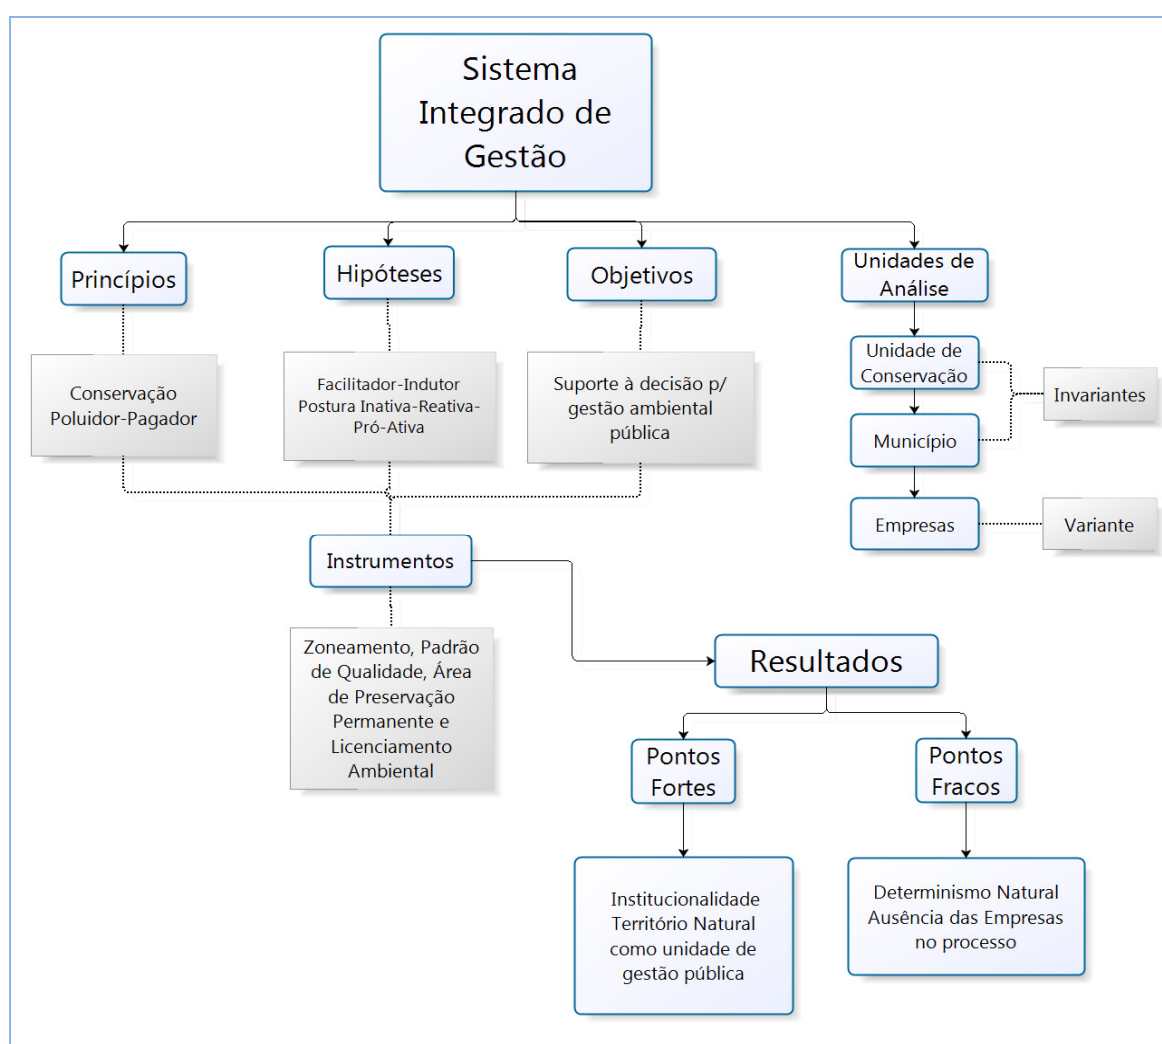 Sistema
Integrado de
Gestão
Princípios
Hipóteses
Objetivos
Unidades de
Análise
Conservação
Poluidor-Pagador
Facilitador-Indutor
Postura Inativa-Reativa-
Pró-Ativa
Suporte à decisão p/
gestão ambiental
pública
Unidade de
Conservação
Invariantes
Município
Empresas
Variante
Instrumentos
Zoneamento, Padrão
de Qualidade, Área
de Preservação
Permanente e
Licenciamento
Ambiental
Resultados
Pontos
Fortes
Pontos
Fracos
Institucionalidade
Território Natural
como unidade de
gestão pública
Determinismo Natural
Ausência das Empresas
no processo